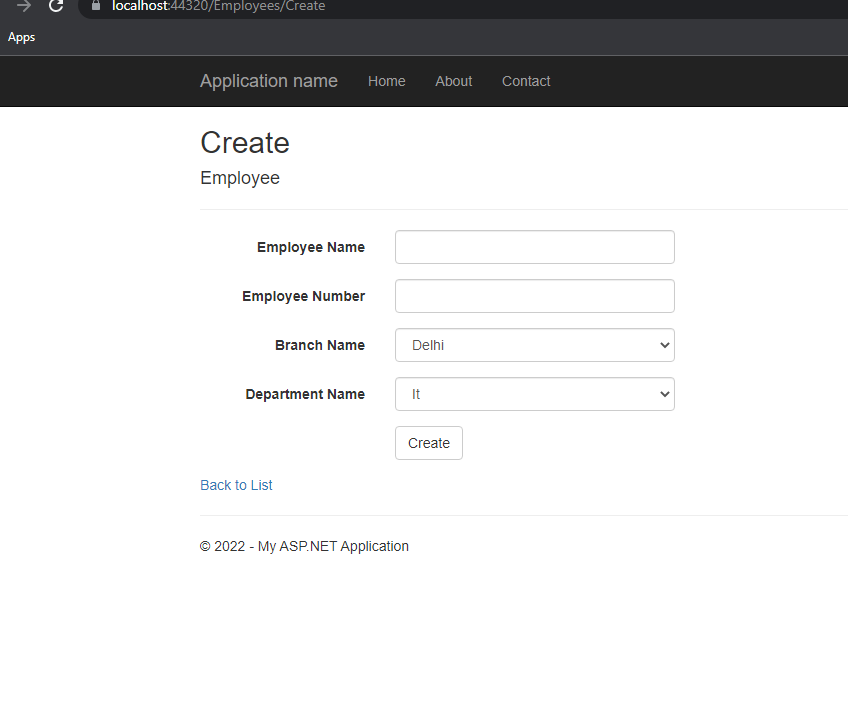 localhost:44320/Employees/Create
Apps
Application name Home About Contact
Create
Employee
Employee Name
Employee Number
Branch Name Delhi
Department Name It
Create
Back to List
© 2022 - My ASP.NET Application